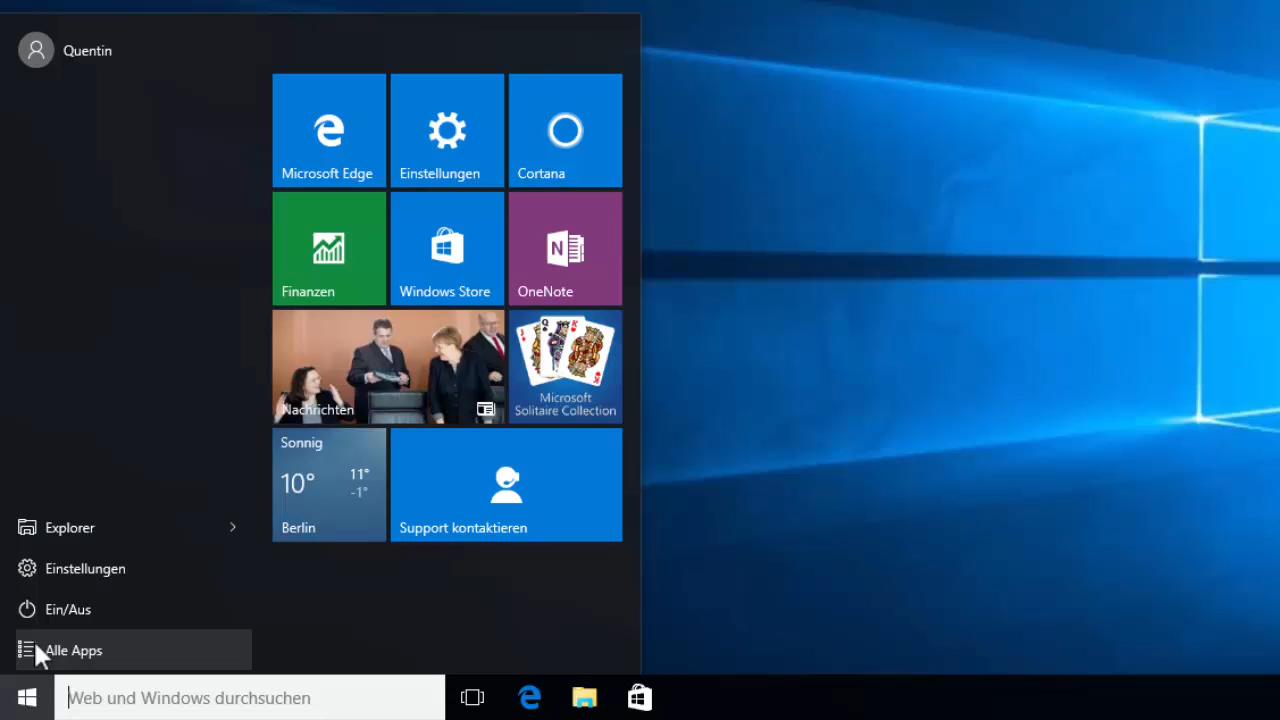 Quentin
Microsoft Edge
Einstellungen
Cortana
Finanzen
Windows Store
OneNote
Nachrichten
Microsoft
Solitaire Collection
Sonnig
10°
11°
-1°
Berlin
Support kontaktieren
Explorer
Einstellungen
Ein/Aus
Alle Apps
Web und Windows durchsuchen